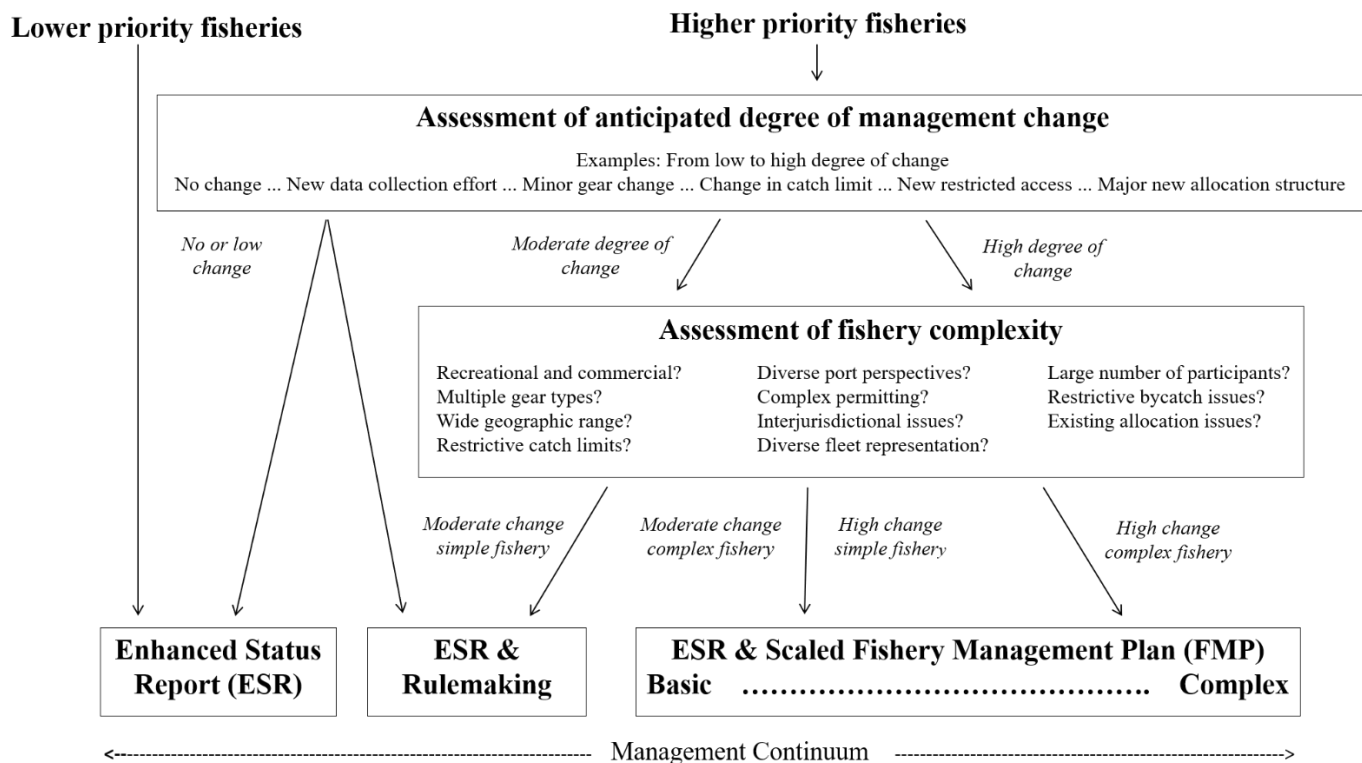 Lower priority fisheries
Higher priority fisheries
Assessment of anticipated degree of management change
Examples: From low to high degree of change
No change ... New data collection effort ... Minor gear change ... Change in catch limit ... New restricted access ... Major new allocation structure
No or low
change
Moderate degree of
change
High degree of
change
Assessment of fishery complexity
Recreational and commercial?
Multiple gear types?
Wide geographic range?
Restrictive catch limits?
Diverse port perspectives?
Complex permitting?
Interjurisdictional issues?
Diverse fleet representation?
Large number of participants?
Restrictive bycatch issues?
Existing allocation issues?
Moderate change
simple fishery
Moderate change
complex fishery
High change
simple fishery
High change
complex fishery
Enhanced Status
Report (ESR)
ESR &
Rulemaking
ESR & Scaled Fishery Management Plan (FMP)
Basic ............................................ Complex
Management Continuum